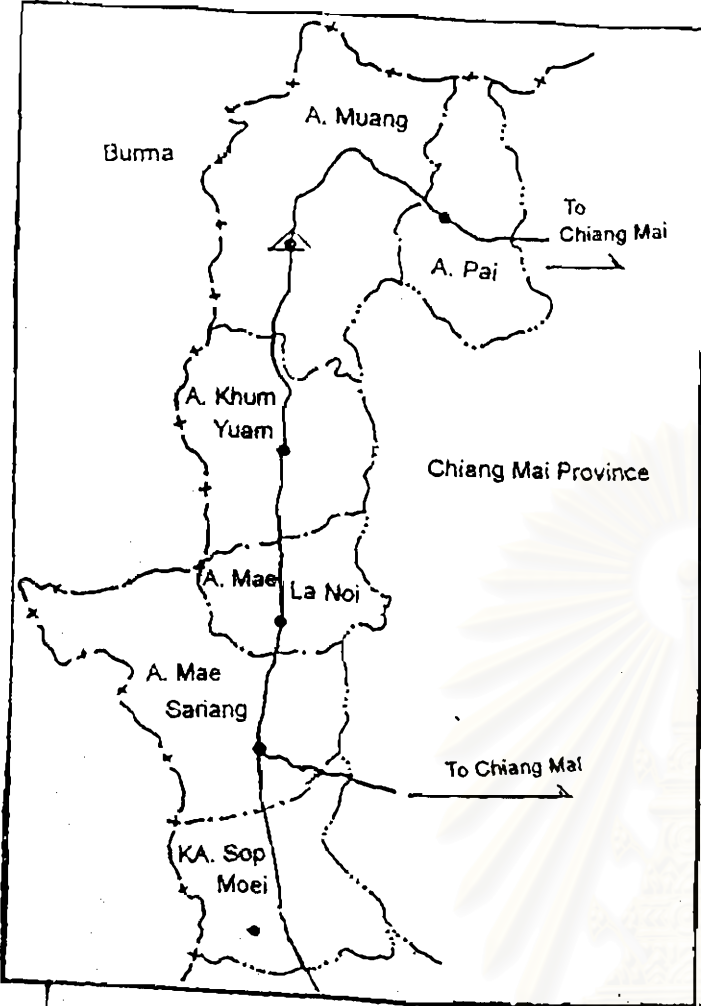 A. Muang
Burma
To
Chiang Mai
A. Pai
A. Khum
Yuam
Chiang Mai Province
A. Mae La Noi
A. Mae
Sariang
To Chiang Mai
KA. Sop
Moei